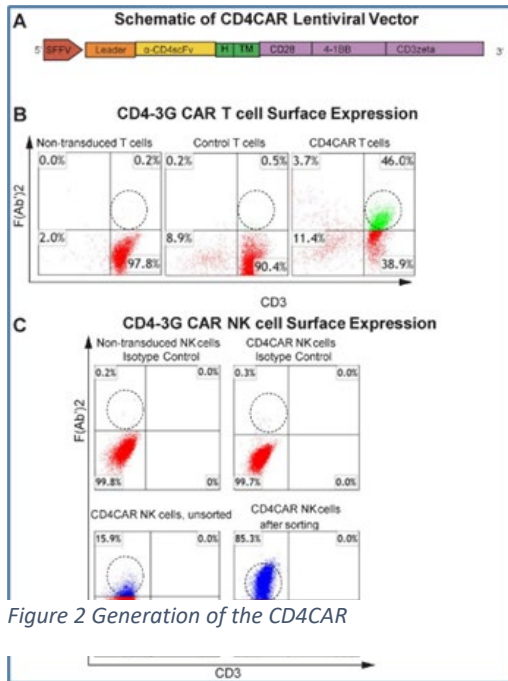 A Schematic of CD4CAR Lentiviral Vector
5' SFFV Leader α-CD4scFv H TM CD28 4-1BB CD3zeta 3'
B CD4-3G CAR T cell Surface Expression
Non-transduced T cells Control T cells CD4CAR T cells
0.0% 0.2% 0.2% 0.5% 3.7% 46.0%
F(Ab')2
2.0% 97.8% 8.9% 90.4% 11.4% 38.9%
CD3
C CD4-3G CAR NK cell Surface Expression
Non-transduced NK cells CD4CAR NK cells
Isotype Control Isotype Control
0.2% 0.0% 0.3% 0.0%
F(Ab')2
99.8% 0% 99.7% 0.0%
CD4CAR NK cells, unsorted CD4CAR NK cells
after sorting
15.9% 0.0% 85.3% 0.0%
Figure 2 Generation of the CD4CAR
CD3